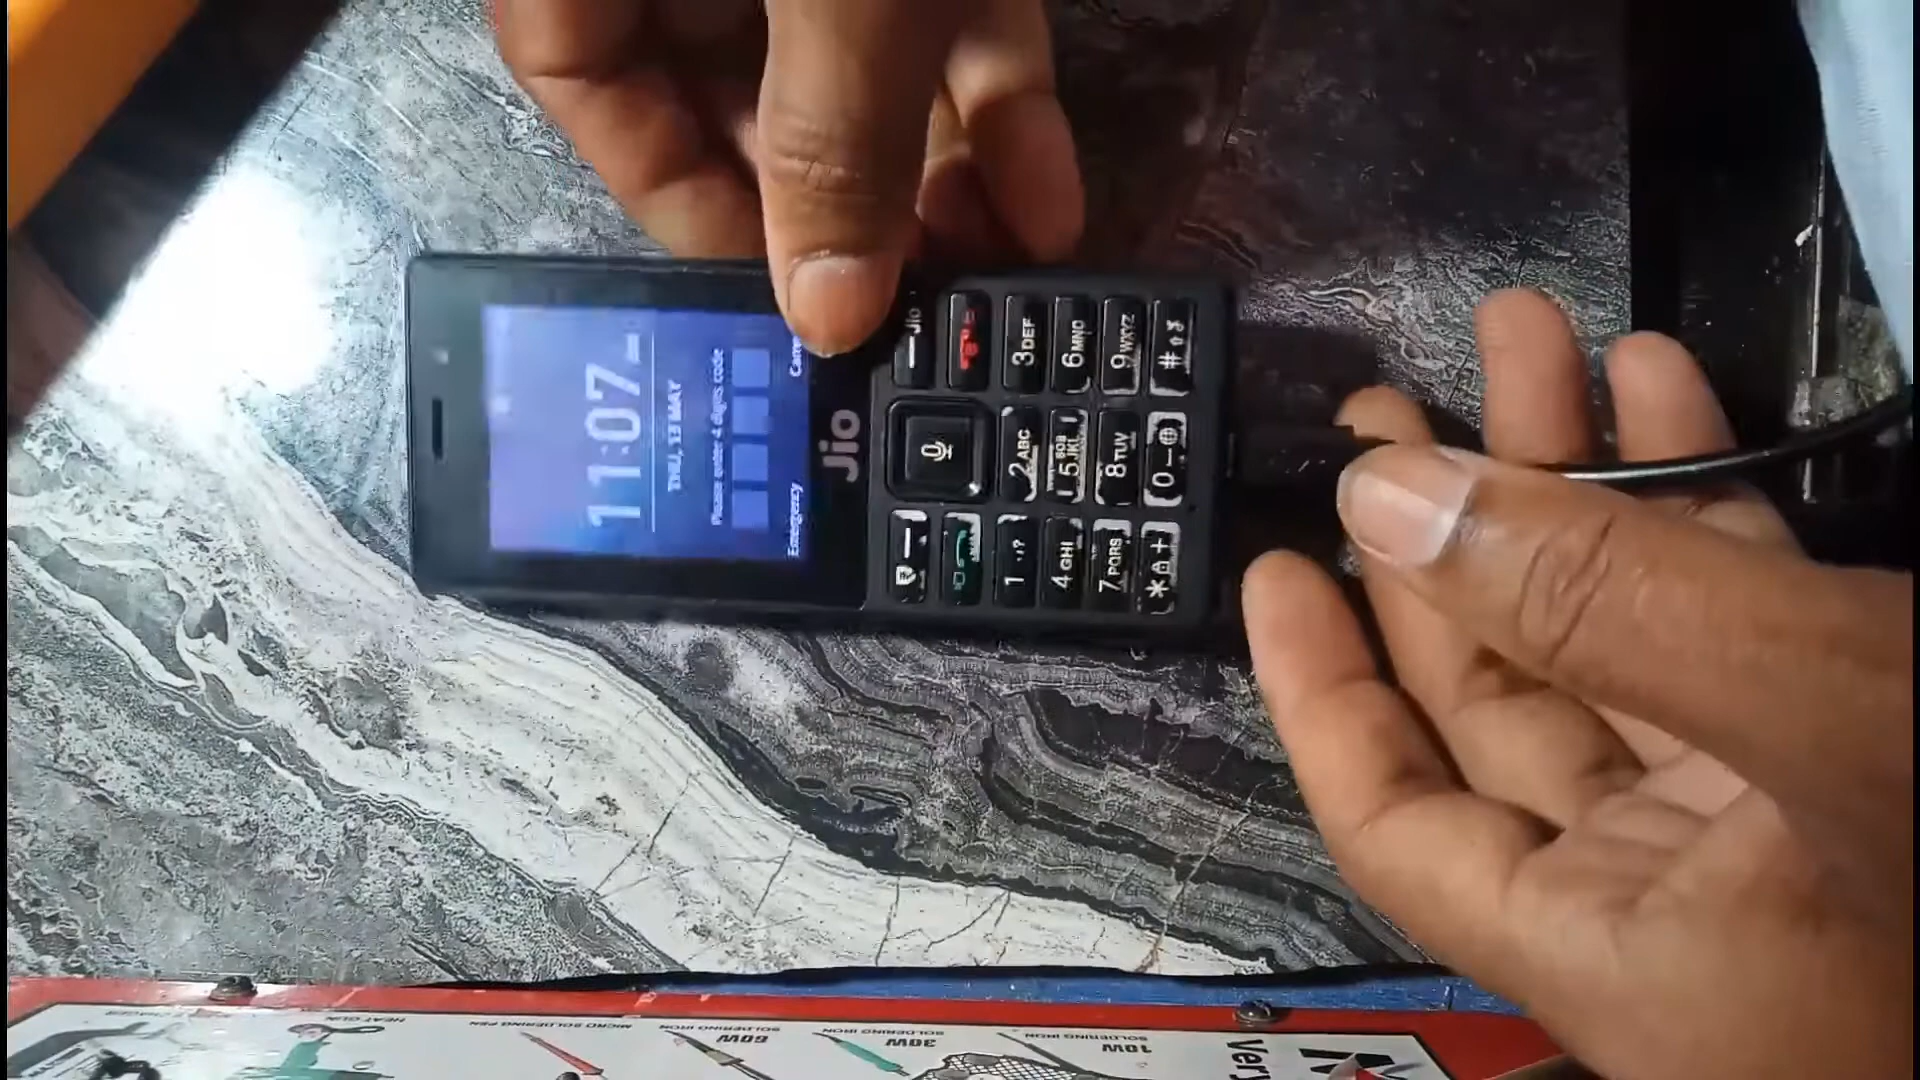 11:07
THU, 13 MAY
Please enter 4 digits code
Emergency
Jio
Jio
1 .,?
2ABC
3DEF
4GHI
5JKL
6MNO
7PQRS
8TUV
9WXYZ
*
+
0
#
HEAT GUN
MICRO SOLDERING PEN
SOLDERING IRON
60W
SOLDERING IRON
30W
SOLDERING IRON
10W